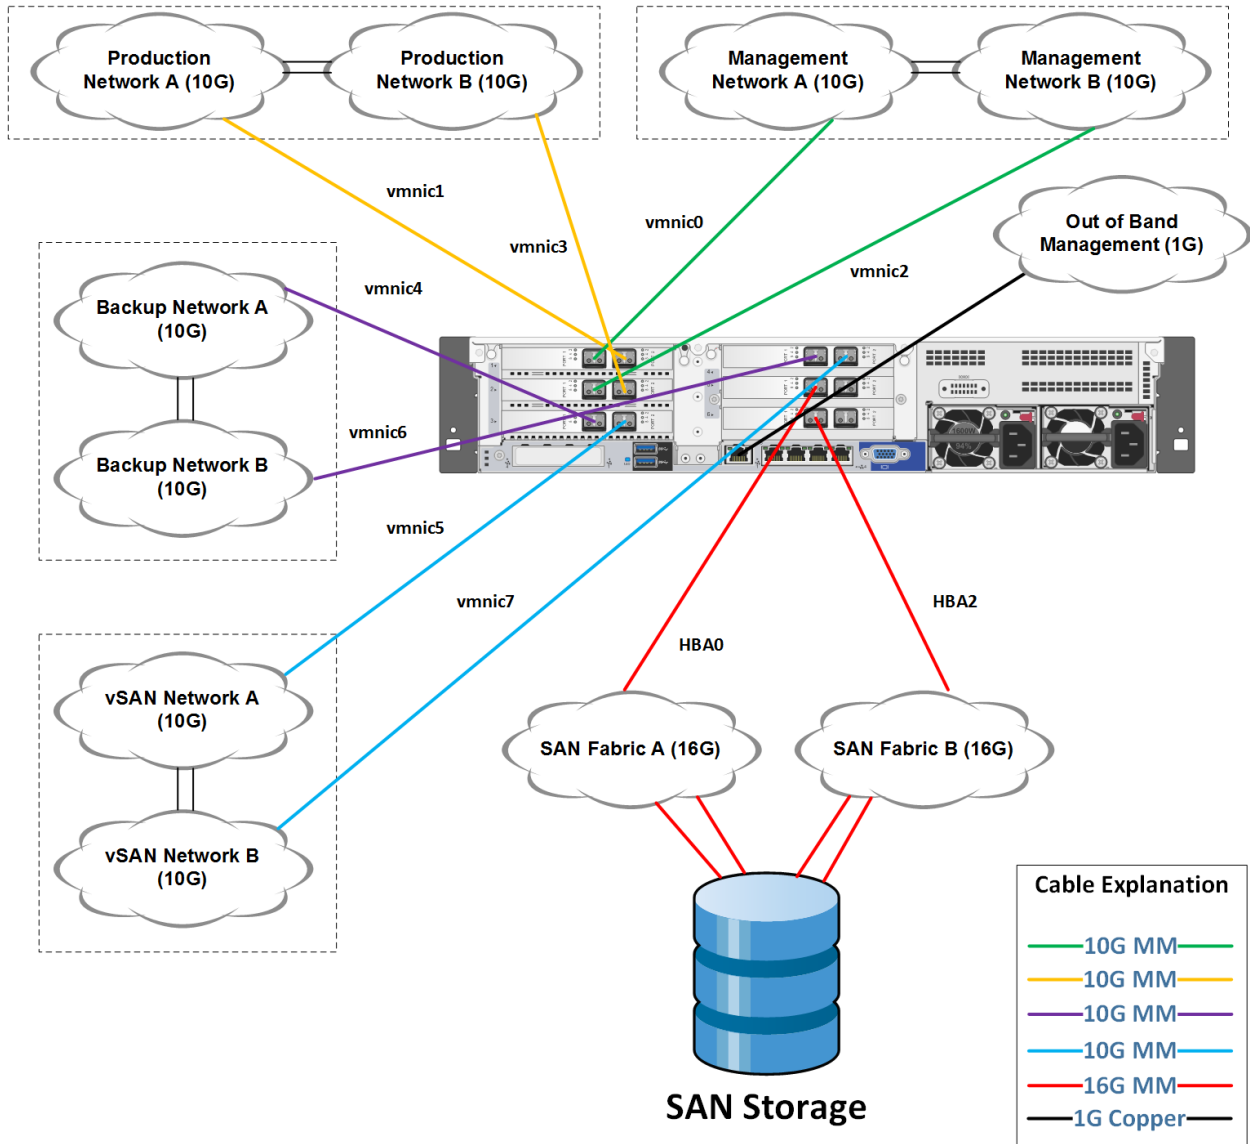 Production
Network A (10G)
Production
Network B (10G)
Management
Network A (10G)
Management
Network B (10G)
vmnic1
vmnic3
vmnic0
vmnic2
Out of Band
Management (1G)
Backup Network A
(10G)
vmnic4
Backup Network B
(10G)
vmnic6
vmnic5
vmnic7
HBA2
HBA0
vSAN Network A
(10G)
vSAN Network B
(10G)
SAN Fabric A (16G)
SAN Fabric B (16G)
SAN Storage
Cable Explanation
10G MM
10G MM
10G MM
10G MM
16G MM
1G Copper